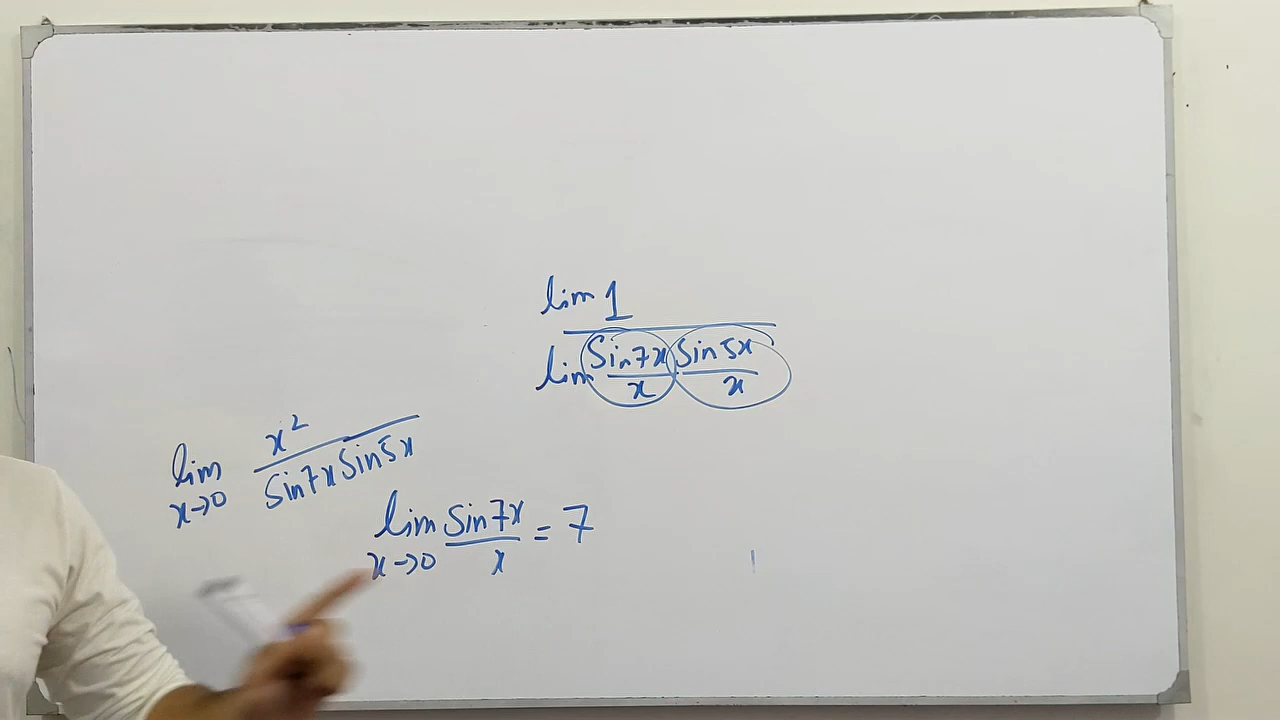 lim 1
lim Sin7x Sin5x
x x
x²
lim Sin7x Sin5x
x→0
lim Sin7x = 7
x→0 x